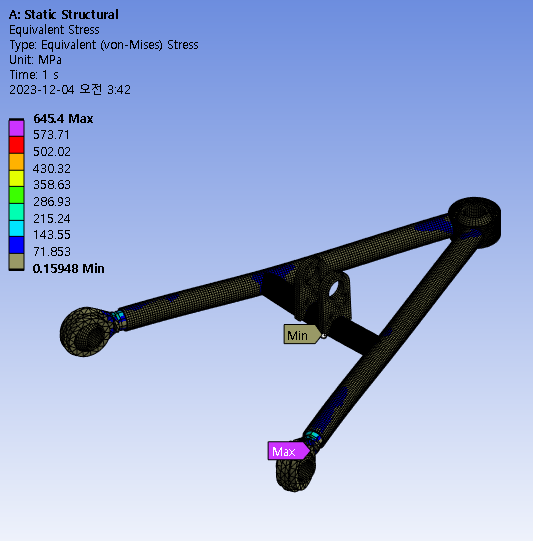 A: Static Structural
Equivalent Stress
Type: Equivalent (von-Mises) Stress
Unit: MPa
Time: 1 s
2023-12-04 오전 3:42
645.4 Max
573.71
502.02
430.32
358.63
286.93
215.24
143.55
71.853
0.15948 Min
Min
Max